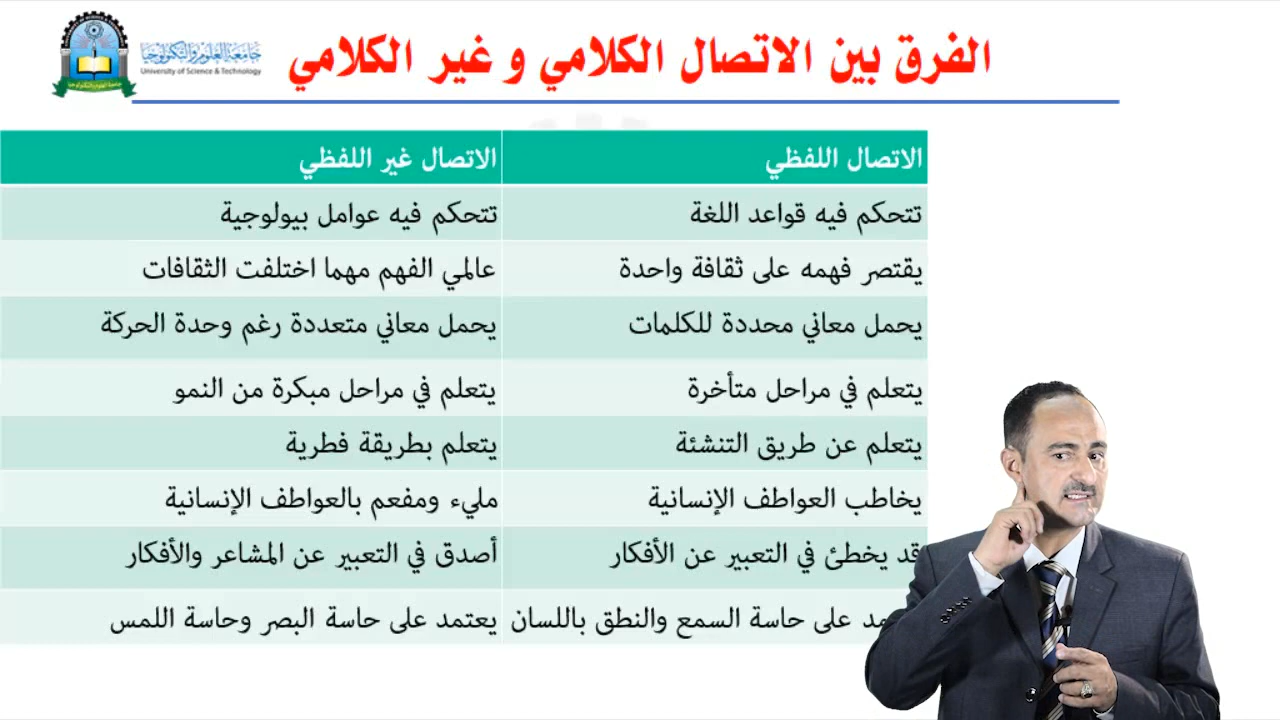 جامعة العلوم والتكنولوجيا
University of Science & Technology
الفرق بين الاتصال الكلامي و غير الكلامي
الاتصال اللفظي الاتصال غير اللفظي
تتحكم فيه قواعد اللغة تتحكم فيه عوامل بيولوجية
يقتصر فهمه على ثقافة واحدة عالمي الفهم مهما اختلفت الثقافات
يحمل معاني محددة للكلمات يحمل معاني متعددة رغم وحدة الحركة
يتعلم في مراحل متأخرة يتعلم في مراحل مبكرة من النمو
يتعلم عن طريق التنشئة يتعلم بطريقة فطرية
يخاطب العواطف الإنسانية مليء ومفعم بالعواطف الإنسانية
قد يخطئ في التعبير عن الأفكار أصدق في التعبير عن المشاعر والأفكار
على حاسة السمع والنطق باللسان يعتمد على حاسة البصر وحاسة اللمس